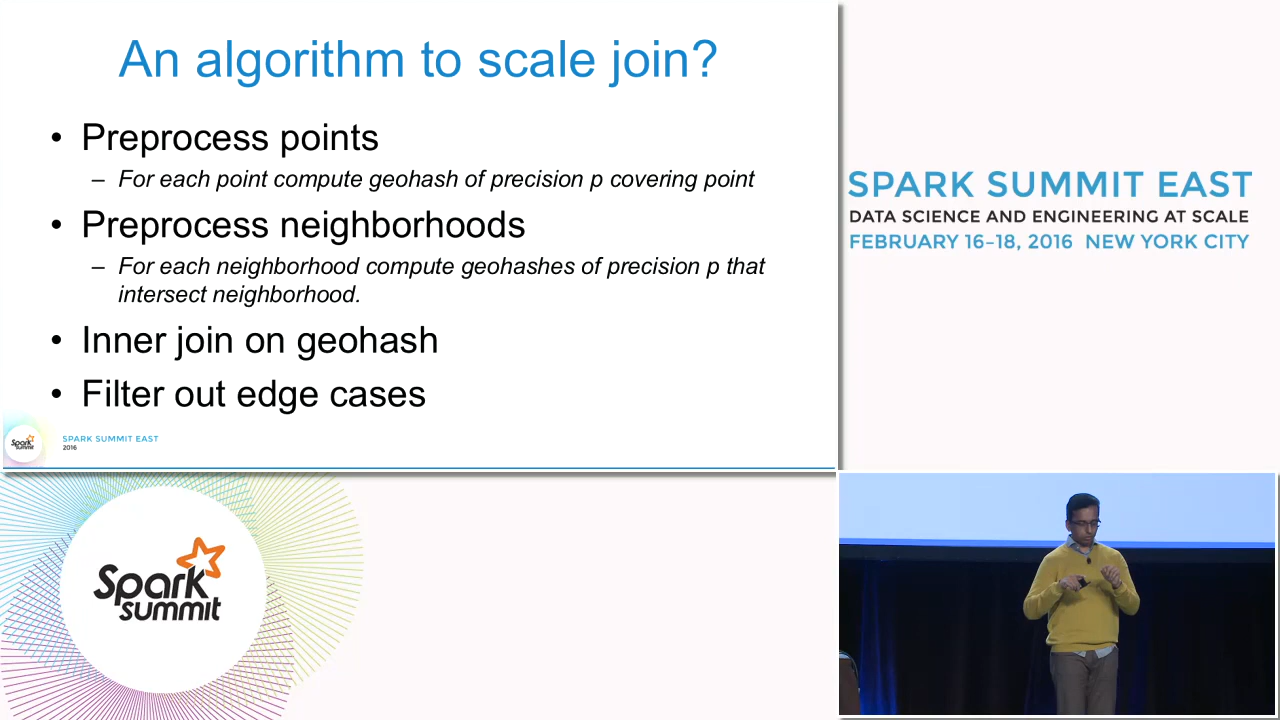 An algorithm to scale join?
• Preprocess points
– For each point compute geohash of precision p covering point
• Preprocess neighborhoods
– For each neighborhood compute geohashes of precision p that
intersect neighborhood.
• Inner join on geohash
• Filter out edge cases
Spark
summit
SPARK SUMMIT EAST
2016
SPARK SUMMIT EAST
DATA SCIENCE AND ENGINEERING AT SCALE
FEBRUARY 16–18, 2016 NEW YORK CITY
Spark
summit